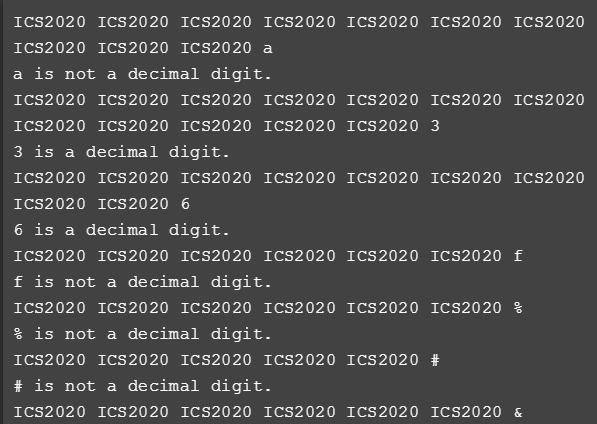 ICS2020 ICS2020 ICS2020 ICS2020 ICS2020 ICS2020 ICS2020
ICS2020 ICS2020 ICS2020 a
a is not a decimal digit.
ICS2020 ICS2020 ICS2020 ICS2020 ICS2020 ICS2020 ICS2020
ICS2020 ICS2020 ICS2020 ICS2020 ICS2020 3
3 is a decimal digit.
ICS2020 ICS2020 ICS2020 ICS2020 ICS2020 ICS2020 ICS2020
ICS2020 ICS2020 6
6 is a decimal digit.
ICS2020 ICS2020 ICS2020 ICS2020 ICS2020 ICS2020 f
f is not a decimal digit.
ICS2020 ICS2020 ICS2020 ICS2020 ICS2020 ICS2020 %
% is not a decimal digit.
ICS2020 ICS2020 ICS2020 ICS2020 ICS2020 #
# is not a decimal digit.
ICS2020 ICS2020 ICS2020 ICS2020 ICS2020 ICS2020 &